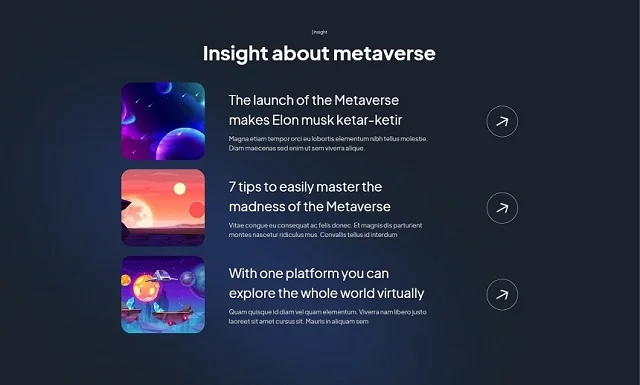 | Insight
Insight about metaverse
The launch of the Metaverse
makes Elon musk ketar-ketir
Magna etiam tempor orci eu lobortis elementum nibh tellus molestie.
Diam maecenas sed enim ut sem viverra alique.
7 tips to easily master the
madness of the Metaverse
Vitae congue eu consequat ac felis donec. Et magnis dis parturient
montes nascetur ridiculus mus. Convallis tellus id interdum
With one platform you can
explore the whole world virtually
Quam quisque id diam vel quam elementum. Viverra nam libero justo
laoreet sit amet cursus sit. Mauris in aliquam sem